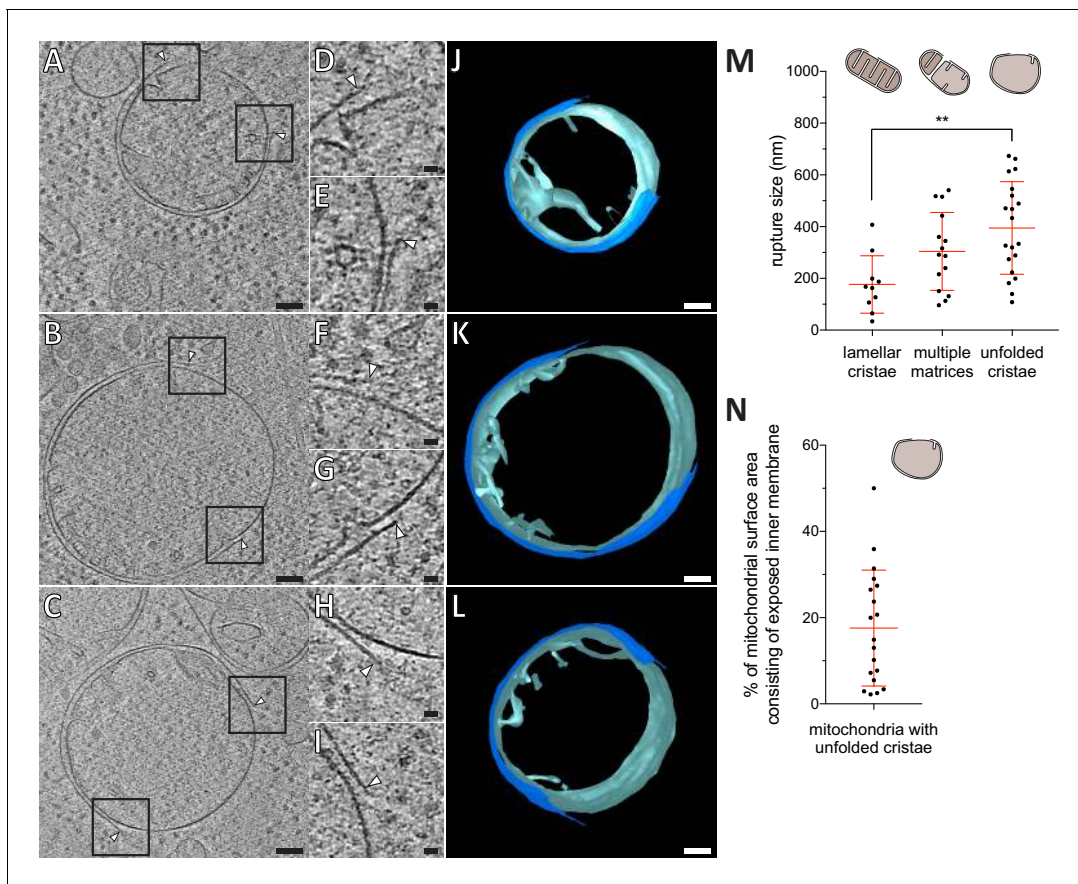 A
D
J
M
E
B
F
K
G
C
H
L
I
1000
800
600
400
200
0
rupture size (nm)
**
lamellar
cristae
multiple
matrices
unfolded
cristae
N
60
40
20
0
% of mitochondrial surface area
consisting of exposed inner membrane
mitochondria with
unfolded cristae